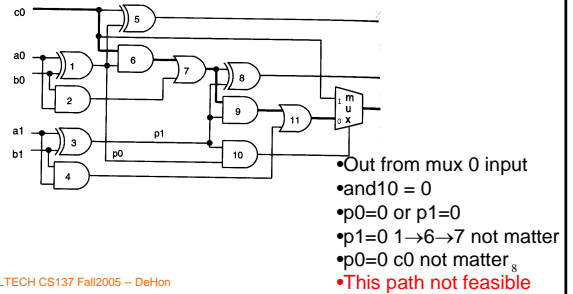 c0
5
a0
b0
1
6
7
8
2
9
1 m
u
0 x
11
a1
b1
3
p1
p0
10
4
•Out from mux 0 input
•and10 = 0
•p0=0 or p1=0
•p1=0 1→6→7 not matter
•p0=0 c0 not matter
8
•This path not feasible
LTECH CS137 Fall2005 -- DeHon